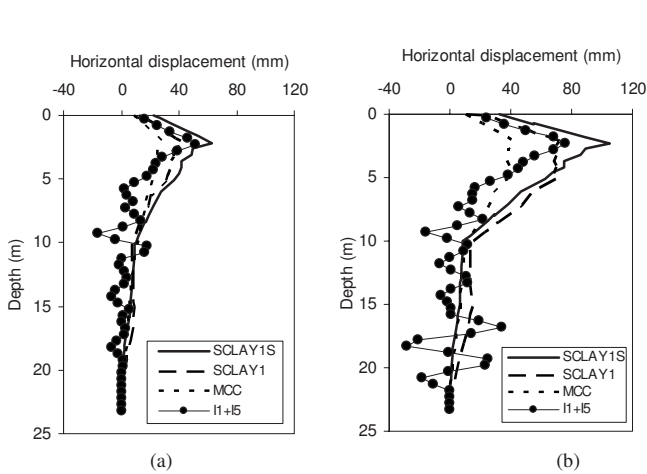 Horizontal displacement (mm)
-40 0 40 80 120
0
5
10
15
20
25
Depth (m)
SCLAY1S
SCLAY1
MCC
I1+I5
(a)
Horizontal displacement (mm)
-40 0 40 80 120
0
5
10
15
20
25
Depth (m)
SCLAY1S
SCLAY1
MCC
I1+I5
(b)